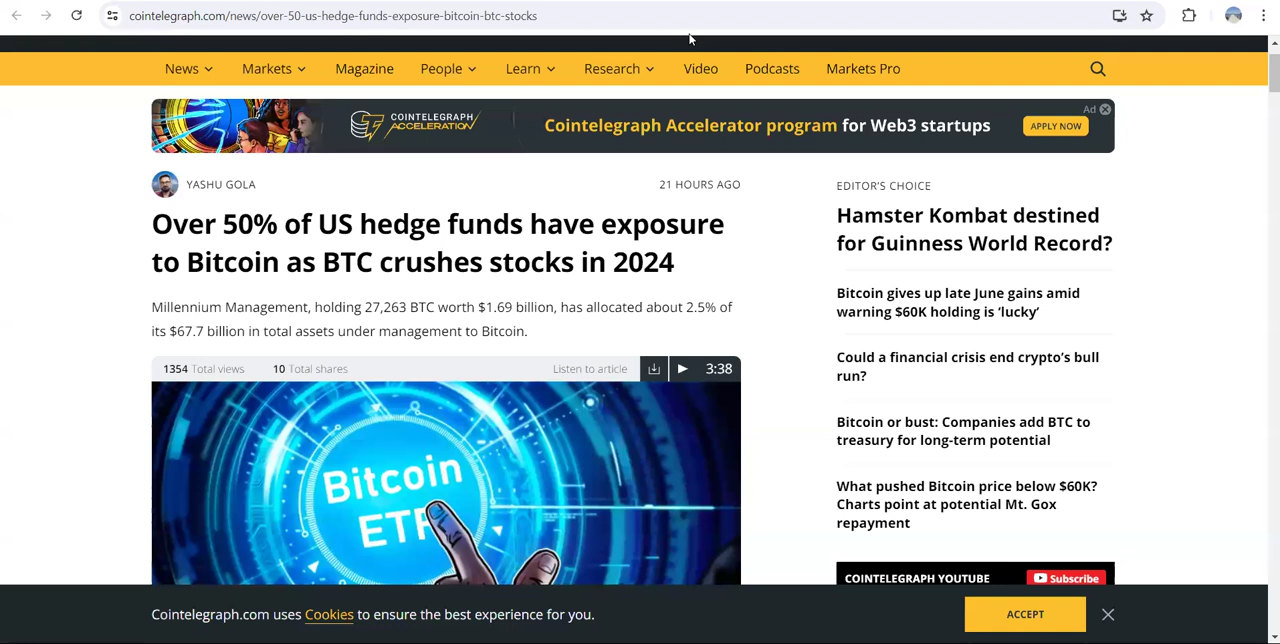 cointelegraph.com/news/over-50-us-hedge-funds-exposure-bitcoin-btc-stocks
News Markets Magazine People Learn Research Video Podcasts Markets Pro
COINTELEGRAPH
ACCELERATION
Cointelegraph Accelerator program for Web3 startups
APPLY NOW
Ad
YASHU GOLA
21 HOURS AGO
Over 50% of US hedge funds have exposure
to Bitcoin as BTC crushes stocks in 2024
Millennium Management, holding 27,263 BTC worth $1.69 billion, has allocated about 2.5% of
its $67.7 billion in total assets under management to Bitcoin.
1354 Total views 10 Total shares Listen to article 3:38
Bitcoin
ETF
EDITOR'S CHOICE
Hamster Kombat destined
for Guinness World Record?
Bitcoin gives up late June gains amid
warning $60K holding is ‘lucky’
Could a financial crisis end crypto’s bull
run?
Bitcoin or bust: Companies add BTC to
treasury for long-term potential
What pushed Bitcoin price below $60K?
Charts point at potential Mt. Gox
repayment
COINTELEGRAPH YOUTUBE Subscribe
Cointelegraph.com uses Cookies to ensure the best experience for you.
ACCEPT